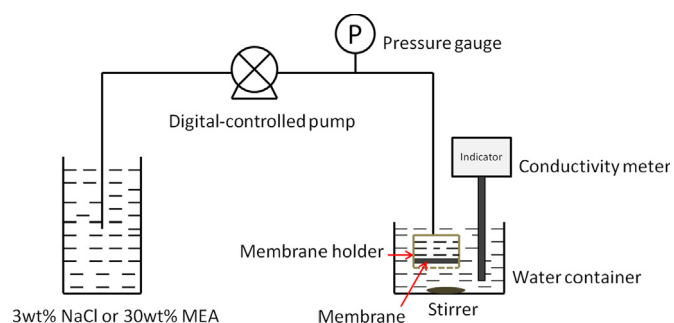 P
Pressure gauge
Digital-controlled pump
Indicator
Conductivity meter
Membrane holder
Water container
3wt% NaCl or 30wt% MEA
Membrane
Stirrer